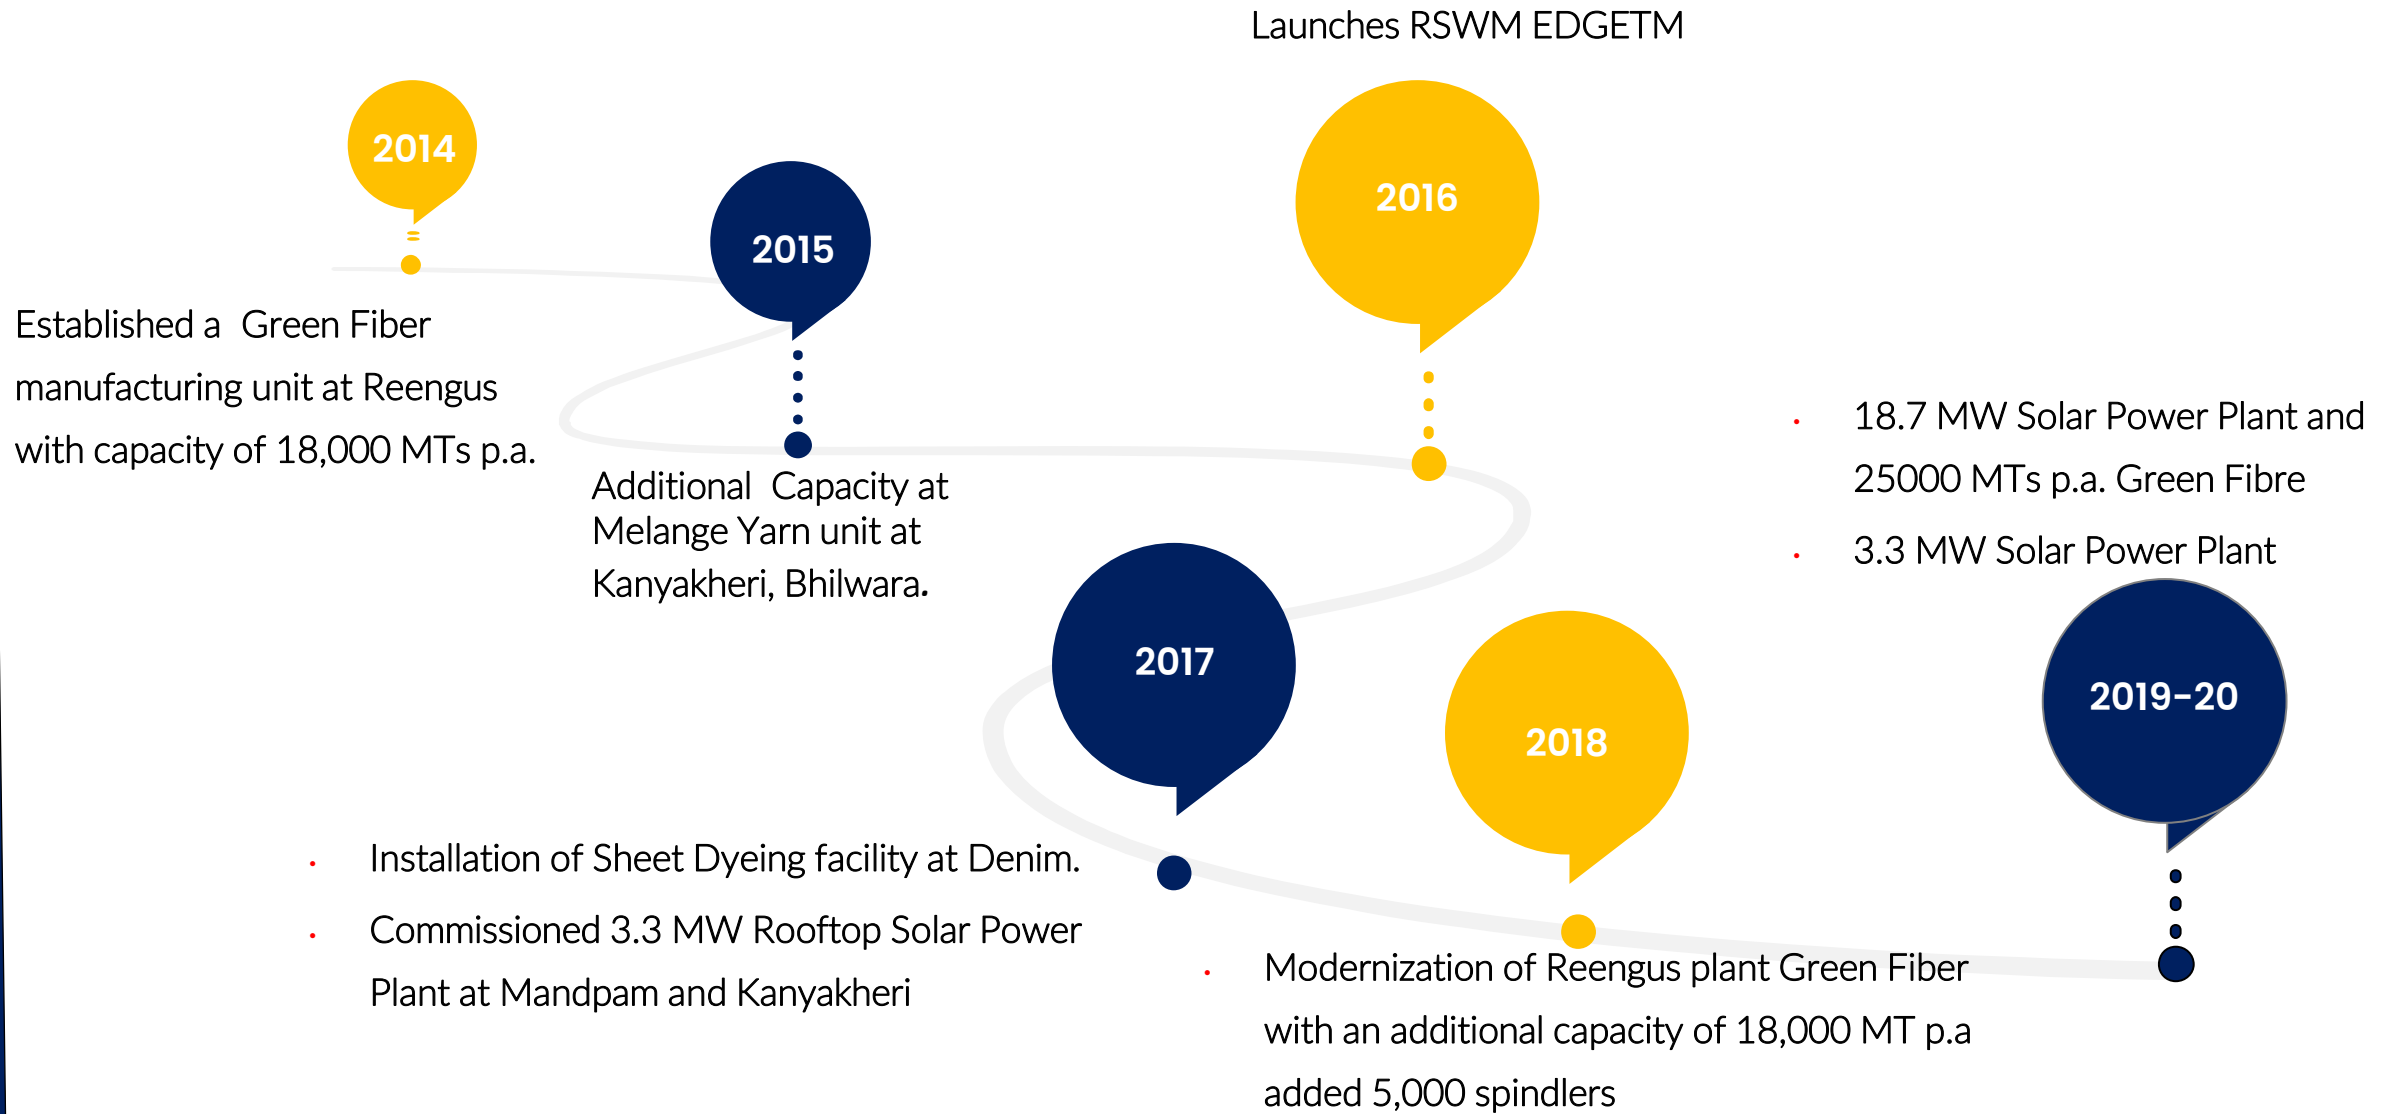 Launches RSWM EDGETM
2014
2015
2016
Established a Green Fiber
manufacturing unit at Reengus
with capacity of 18,000 MTs p.a.
Additional Capacity at
Melange Yarn unit at
Kanyakheri, Bhilwara.
• 18.7 MW Solar Power Plant and
25000 MTs p.a. Green Fibre
• 3.3 MW Solar Power Plant
2017
2018
2019-20
• Installation of Sheet Dyeing facility at Denim.
• Commissioned 3.3 MW Rooftop Solar Power
Plant at Mandpam and Kanyakheri
• Modernization of Reengus plant Green Fiber
with an additional capacity of 18,000 MT p.a
added 5,000 spindlers